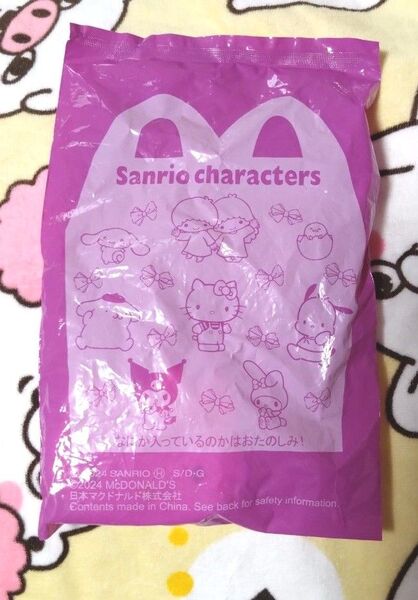 Sanrio characters
なにが入っているのかはおたのしみ!
24 SANRIO Ⓗ S/D·G
©2024 McDONALD'S
日本マクドナルド株式会社
Contents made in China. See back for safety information.